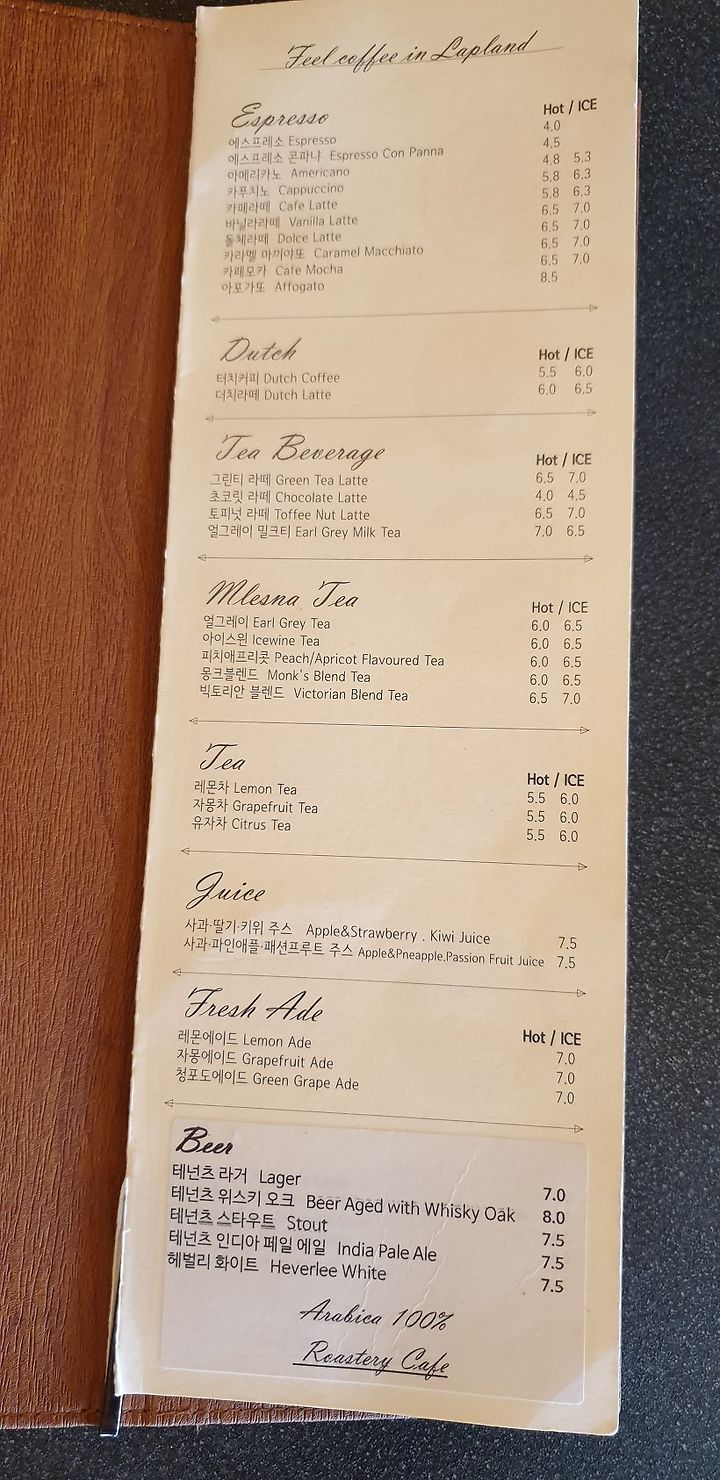 Feel coffee in Lapland
Espresso Hot / ICE
에스프레소 Espresso 4.0
에스프레소 콘파냐 Espresso Con Panna 4.5
아메리카노 Americano 4.8 5.3
카푸치노 Cappuccino 5.8 6.3
카페라떼 Cafe Latte 5.8 6.3
바닐라라떼 Vanilla Latte 6.5 7.0
돌체라떼 Dolce Latte 6.5 7.0
카라멜 마끼야또 Caramel Macchiato 6.5 7.0
카페모카 Cafe Mocha 6.5 7.0
아포가또 Affogato 8.5
Dutch Hot / ICE
터치커피 Dutch Coffee 5.5 6.0
더치라떼 Dutch Latte 6.0 6.5
Tea Beverage Hot / ICE
그린티 라떼 Green Tea Latte 6.5 7.0
초코릿 라떼 Chocolate Latte 4.0 4.5
토피넛 라떼 Toffee Nut Latte 6.5 7.0
얼그레이 밀크티 Earl Grey Milk Tea 7.0 6.5
Mlesna Tea Hot / ICE
얼그레이 Earl Grey Tea 6.0 6.5
아이스윈 Icewine Tea 6.0 6.5
피치애프리콧 Peach/Apricot Flavoured Tea 6.0 6.5
몽크블렌드 Monk's Blend Tea 6.0 6.5
빅토리안 블렌드 Victorian Blend Tea 6.5 7.0
Tea Hot / ICE
레몬차 Lemon Tea 5.5 6.0
자몽차 Grapefruit Tea 5.5 6.0
유자차 Citrus Tea 5.5 6.0
Juice
사과·딸기·키위 주스 Apple&Strawberry . Kiwi Juice 7.5
사과·파인애플·패션프루트 주스 Apple&Pneapple,Passion Fruit Juice 7.5
Fresh Ade Hot / ICE
레몬에이드 Lemon Ade 7.0
자몽에이드 Grapefruit Ade 7.0
청포도에이드 Green Grape Ade 7.0
Beer
테넌츠 라거 Lager 7.0
테넌츠 위스키 오크 Beer Aged with Whisky Oak 8.0
테넌츠 스타우트 Stout 7.5
테넌츠 인디아 페일 에일 India Pale Ale 7.5
헤벌리 화이트 Heverlee White 7.5
Arabica 100%
Roastery Cafe